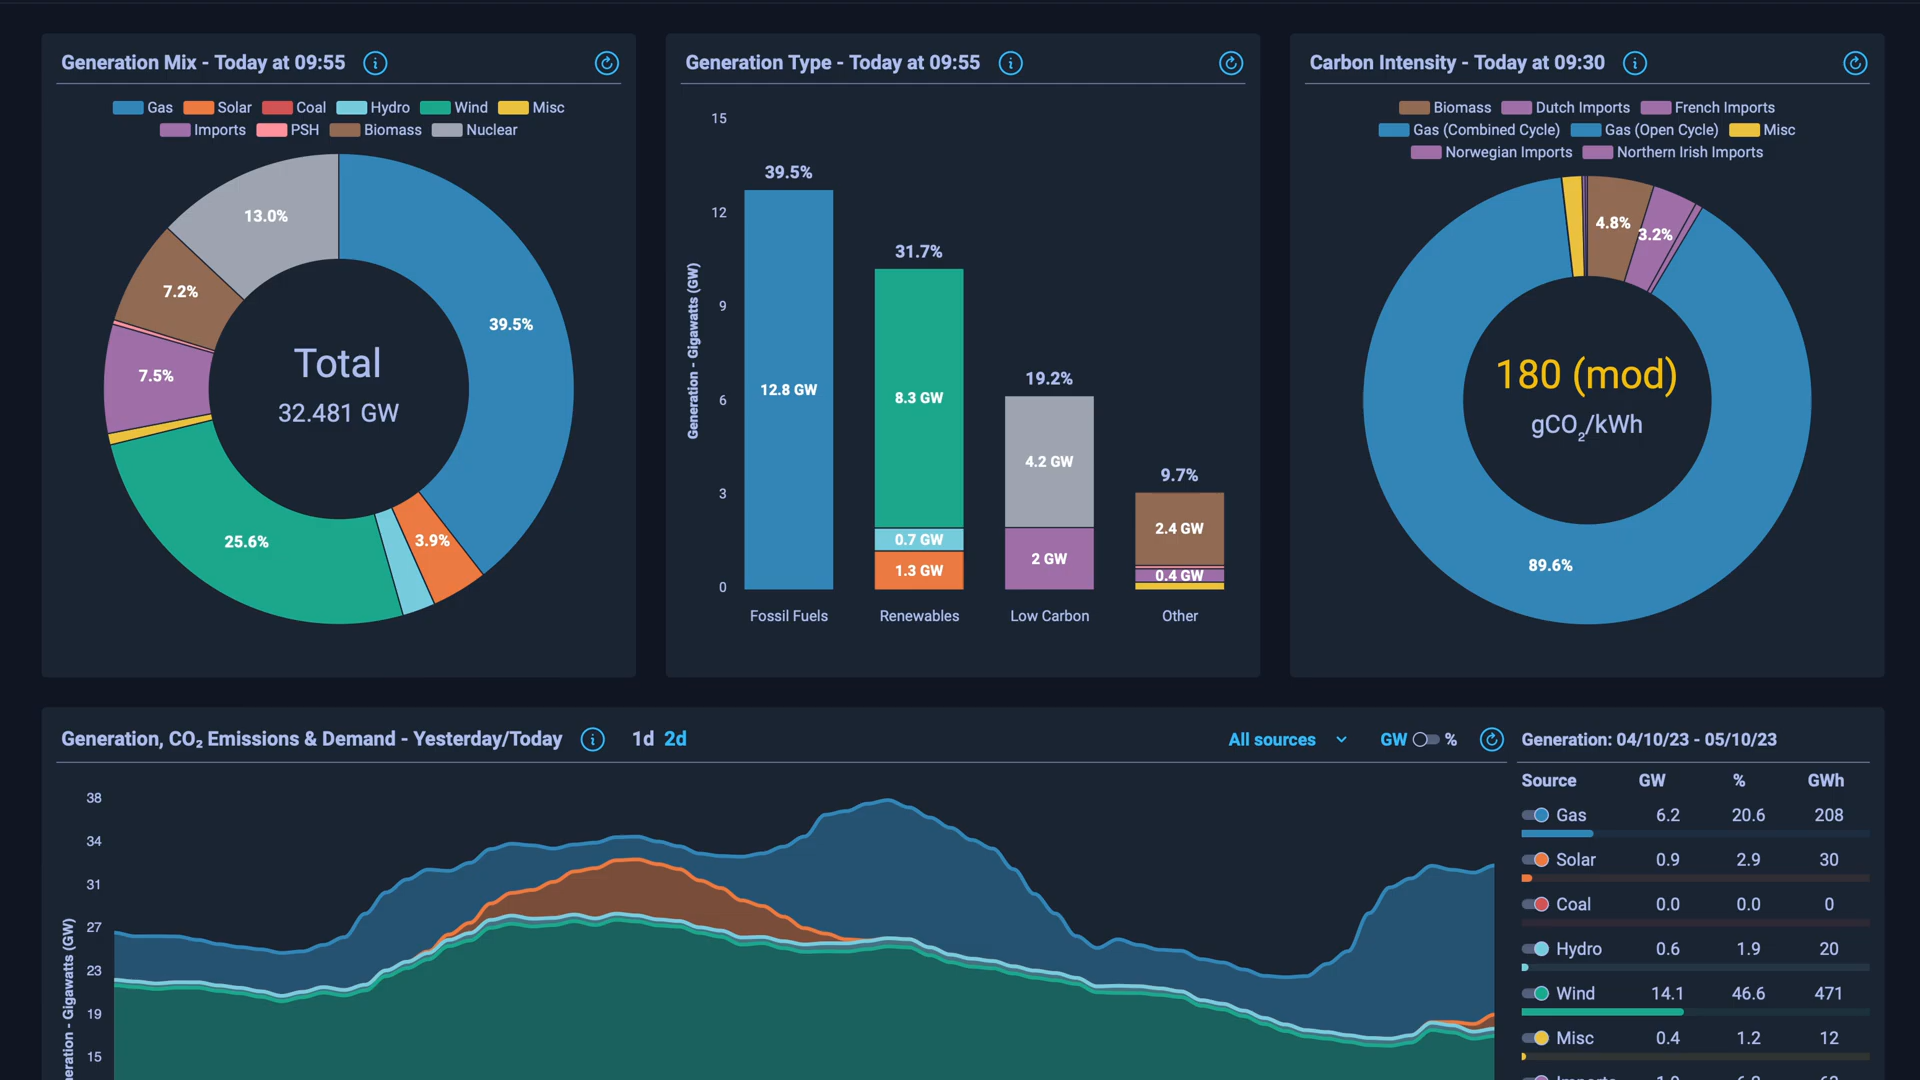 Generation Mix - Today at 09:55
Gas Solar Coal Hydro Wind Misc
Imports PSH Biomass Nuclear
13.0%
7.2%
39.5%
7.5%
Total
32.481 GW
25.6%
3.9%
Generation Type - Today at 09:55
Generation - Gigawatts (GW)
15
12
9
6
3
0
39.5%
12.8 GW
Fossil Fuels
31.7%
8.3 GW
0.7 GW
1.3 GW
Renewables
19.2%
4.2 GW
2 GW
Low Carbon
9.7%
2.4 GW
0.4 GW
Other
Carbon Intensity - Today at 09:30
Biomass Dutch Imports French Imports
Gas (Combined Cycle) Gas (Open Cycle) Misc
Norwegian Imports Northern Irish Imports
4.8%
3.2%
180 (mod)
gCO₂/kWh
89.6%
Generation, CO₂ Emissions & Demand - Yesterday/Today 1d 2d
All sources GW %
38
34
31
27
23
19
15
Gigawatts (GW)
Generation: 04/10/23 - 05/10/23
Source GW % GWh
Gas 6.2 20.6 208
Solar 0.9 2.9 30
Coal 0.0 0.0 0
Hydro 0.6 1.9 20
Wind 14.1 46.6 471
Misc 0.4 1.2 12